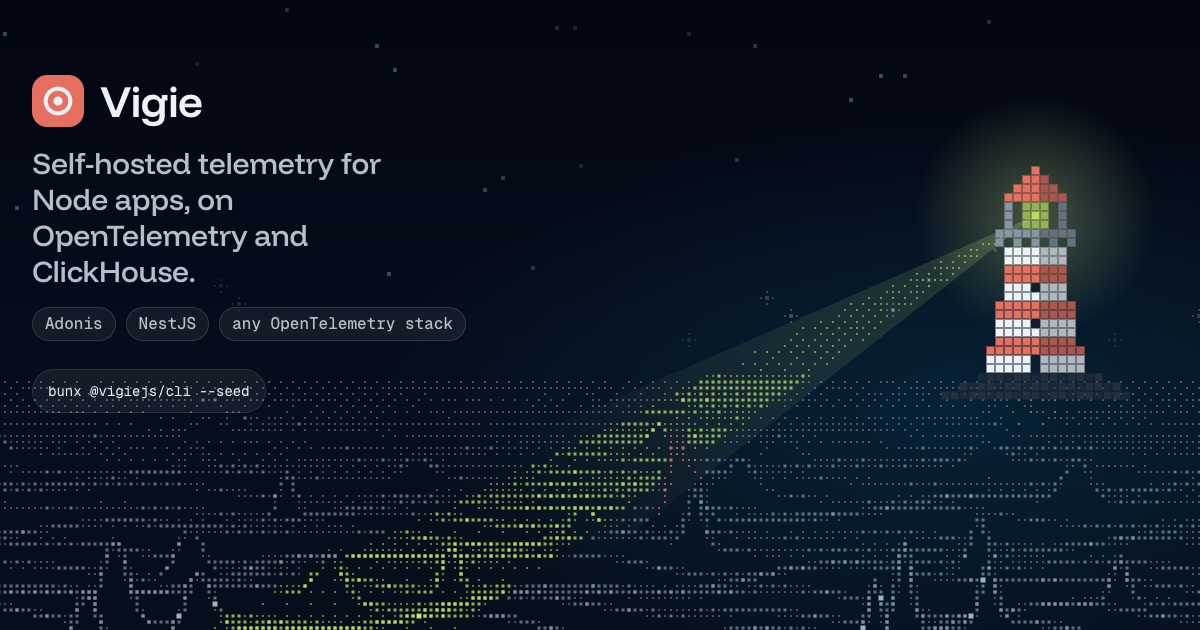 Vigie
Self-hosted telemetry for
Node apps, on
OpenTelemetry and
ClickHouse.
Adonis
NestJS
any OpenTelemetry stack
bunx @vigiejs/cli --seed